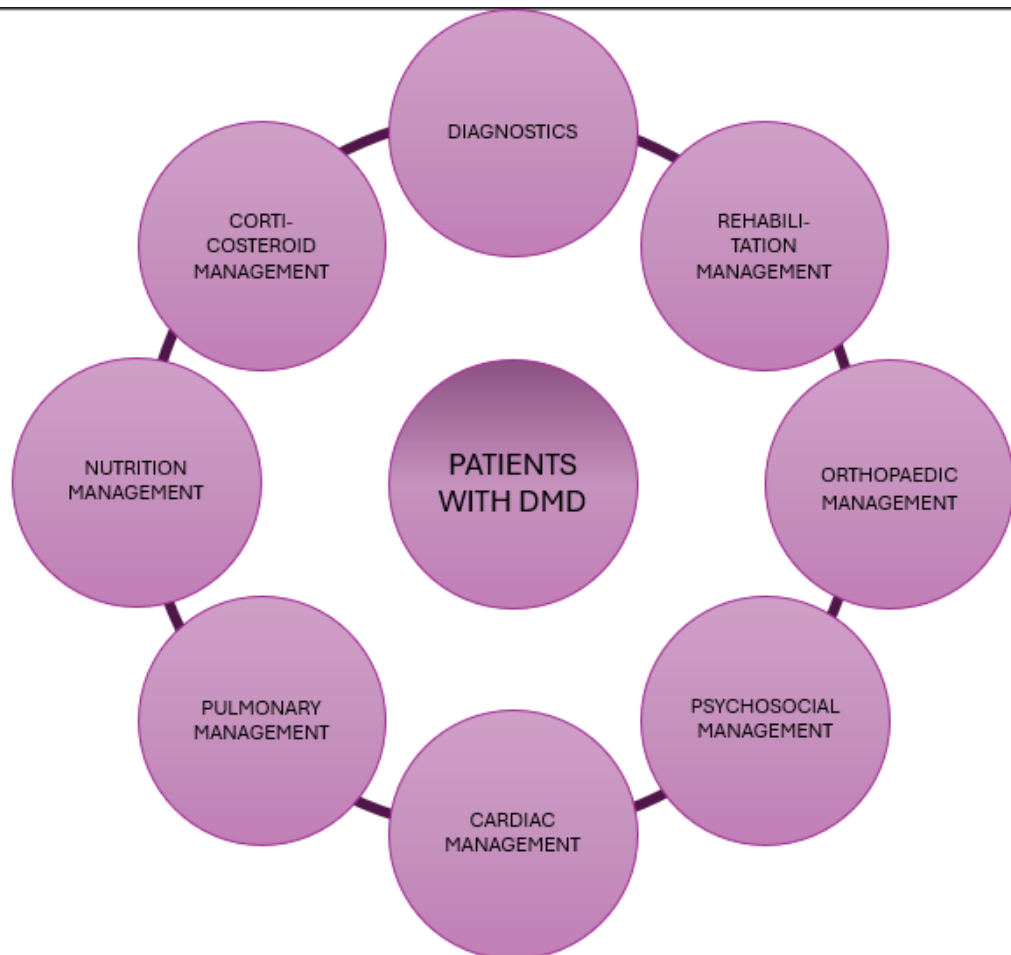 DIAGNOSTICS
REHABILI-
TATION
MANAGEMENT
ORTHOPAEDIC
MANAGEMENT
PSYCHOSOCIAL
MANAGEMENT
CARDIAC
MANAGEMENT
PULMONARY
MANAGEMENT
NUTRITION
MANAGEMENT
CORTI-
COSTEROID
MANAGEMENT
PATIENTS
WITH DMD